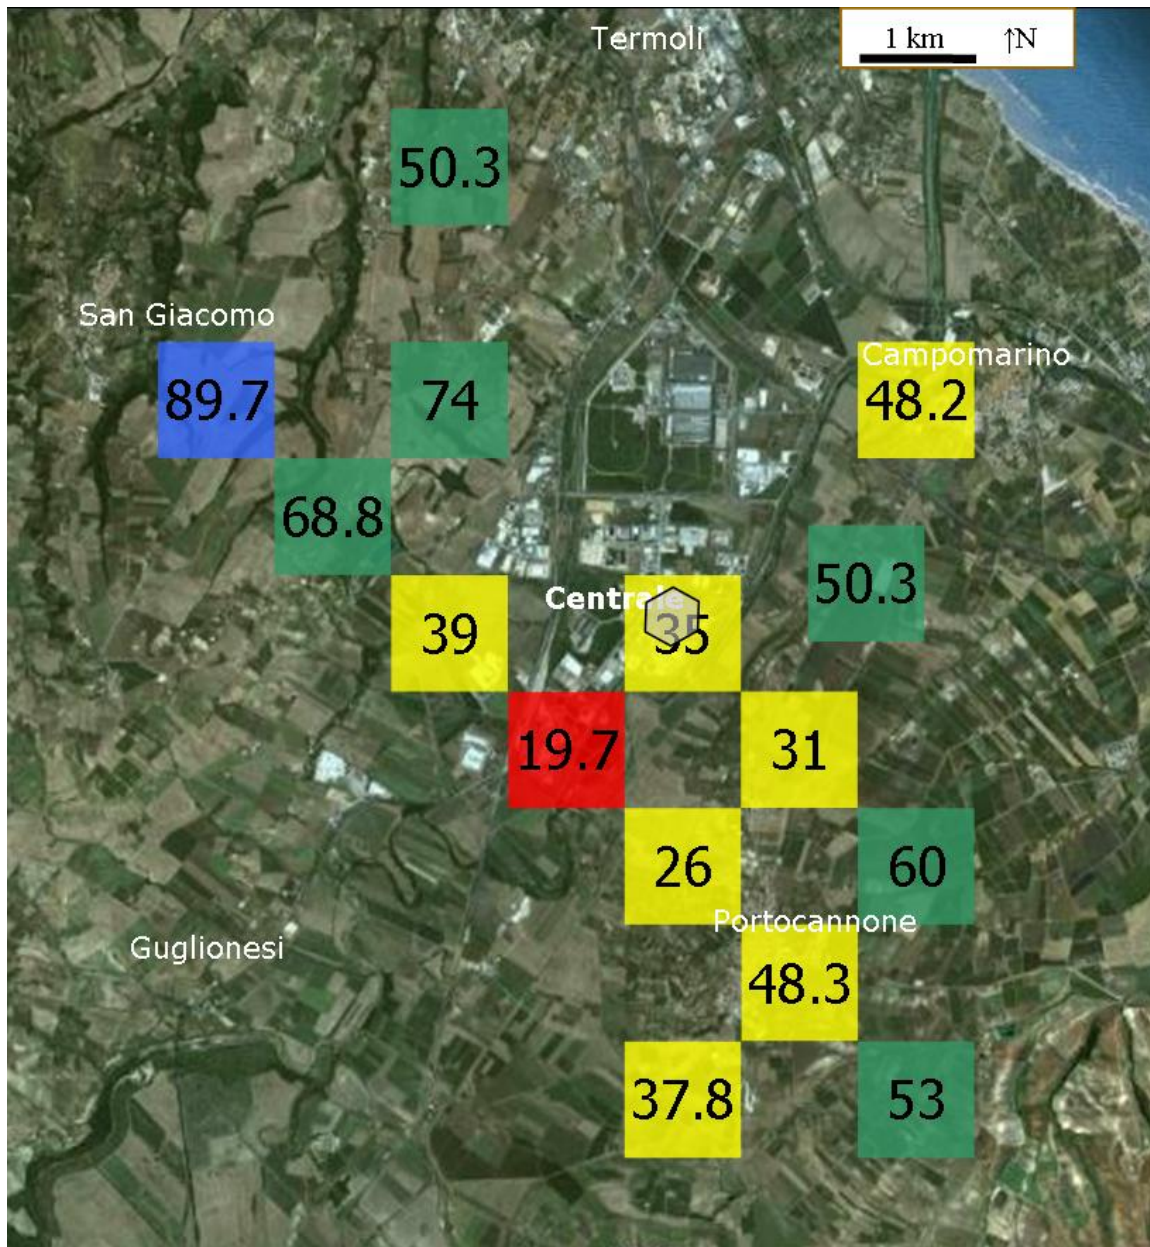 Termoli
1 km ↑N
50.3
San Giacomo
Campomarino
89.7
74
48.2
68.8
50.3
Centrale
39
35
19.7
31
26
60
Portocannone
Guglionesi
48.3
37.8
53